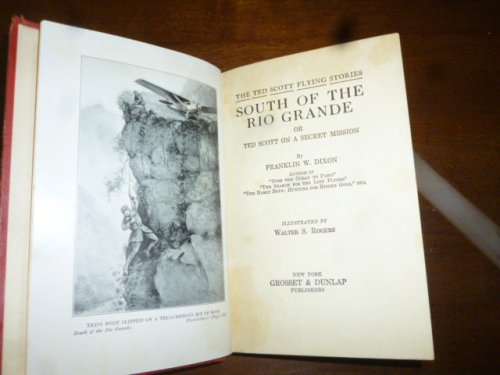 TED'S FOOT SLIPPED ON A TREACHEROUS BIT OF MOSS.
South of the Rio Grande.
Frontispiece (Page
THE TED SCOTT FLYING STORIES
SOUTH OF THE
RIO GRANDE
OR
TED SCOTT ON A SECRET MISSION
By
FRANKLIN W. DIXON
AUTHOR OF
"OVER THE OCEAN TO PARIS"
"THE SEARCH FOR THE LOST FLYERS"
"THE HARDY BOYS: HUNTING FOR HIDDEN GOLD," ETC.
ILLUSTRATED BY
WALTER S. ROGERS
NEW YORK
GROSSET & DUNLAP
PUBLISHERS